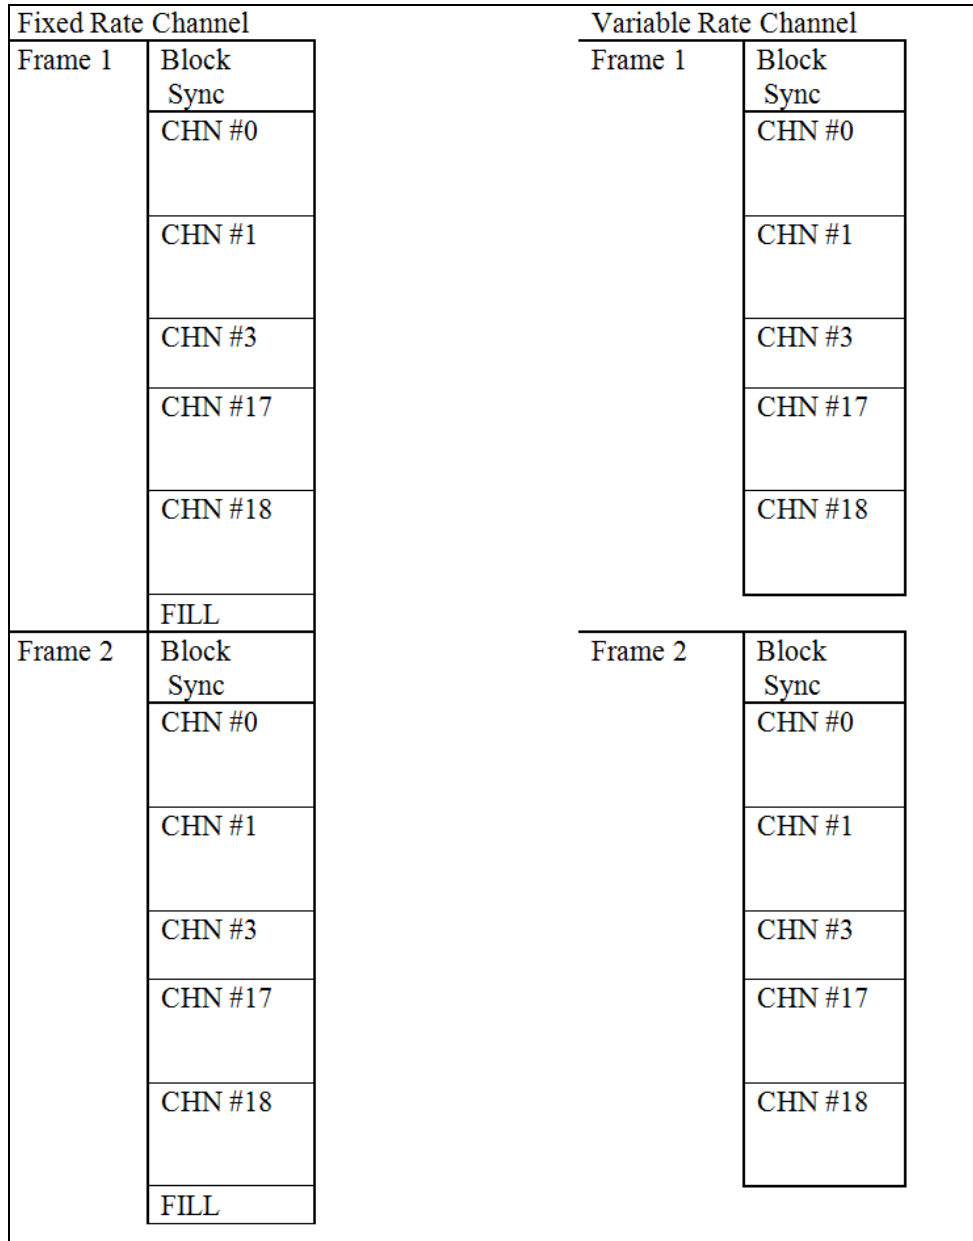 Fixed Rate Channel
Frame 1
Block
Sync
CHN #0
CHN #1
CHN #3
CHN #17
CHN #18
FILL
Frame 2
Block
Sync
CHN #0
CHN #1
CHN #3
CHN #17
CHN #18
FILL
Variable Rate Channel
Frame 1
Block
Sync
CHN #0
CHN #1
CHN #3
CHN #17
CHN #18
Frame 2
Block
Sync
CHN #0
CHN #1
CHN #3
CHN #17
CHN #18